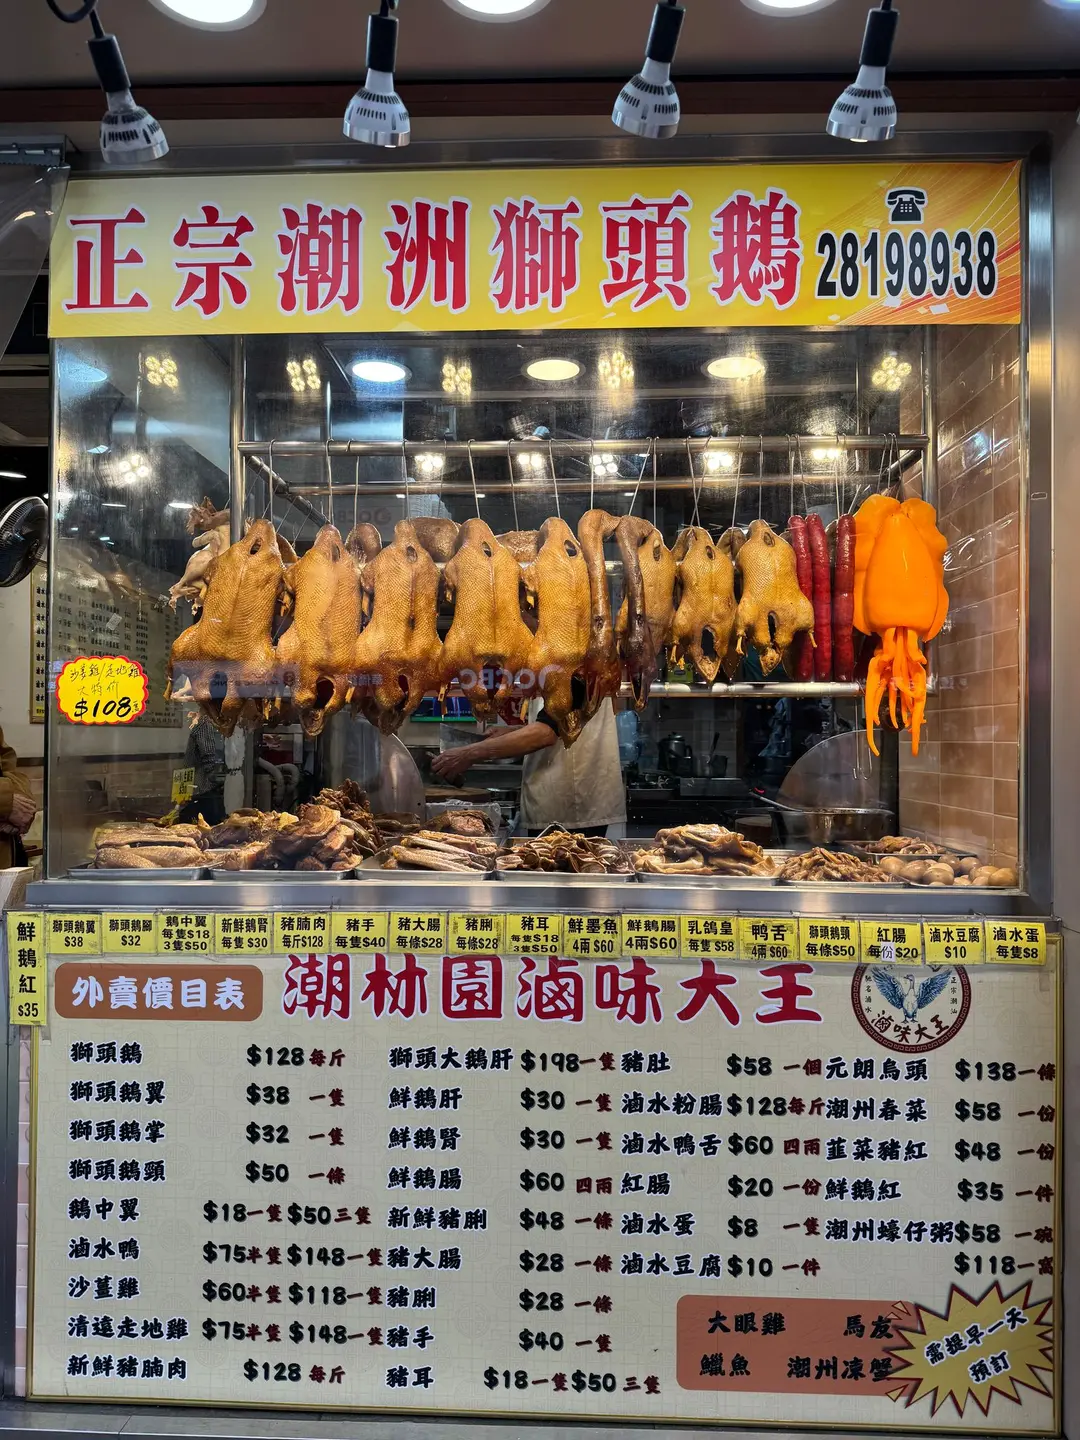 正宗潮洲獅頭鵝
28198938
沙薑雞/走地雞
大特价
$108
鮮鵝紅
$35
獅頭鵝翼
$38
獅頭鵝腳
$32
鵝中翼
每隻$18
3隻$50
新鮮鵝腎
每隻$30
豬腩肉
每斤$128
豬手
每隻$40
豬大腸
每條$28
豬脷
每條$28
豬耳
每隻$18
3隻$50
鮮墨魚
4兩$60
鮮鵝腸
4兩$60
乳鴿皇
每隻$58
鸭舌
4兩$60
獅頭鵝頸
每條$50
紅腸
每份$20
滷水豆腐
$10
滷水蛋
每隻$8
外賣價目表
潮林園滷味大王
滷味大王
獅頭鵝 $128每斤
獅頭鵝翼 $38 一隻
獅頭鵝掌 $32 一隻
獅頭鵝頸 $50 一條
鵝中翼 $18一隻$50三隻
滷水鴨 $75半隻$148一隻
沙薑雞 $60半隻$118一隻
清遠走地雞 $75半隻$148一隻
新鮮豬腩肉 $128 每斤
獅頭大鵝肝 $198一隻
鮮鵝肝 $30 一隻
鮮鵝腎 $30 一隻
鮮鵝腸 $60 四兩
新鮮豬脷 $48 一條
豬大腸 $28 一條
豬脷 $28 一條
豬手 $40 一隻
豬耳 $18一隻$50三隻
豬肚 $58 一個
滷水粉腸$128每斤
滷水鴨舌 $60 四兩
紅腸 $20 一份
滷水蛋 $8 一隻
滷水豆腐 $10 一件
元朗烏頭 $138一條
潮州春菜 $58 一份
韮菜豬紅 $48 一份
鮮鵝紅 $35 一件
潮州蠔仔粥$58 一碗
$118一窩
大眼雞 馬友
鱲魚 潮州凍蟹
需提早一天
預訂